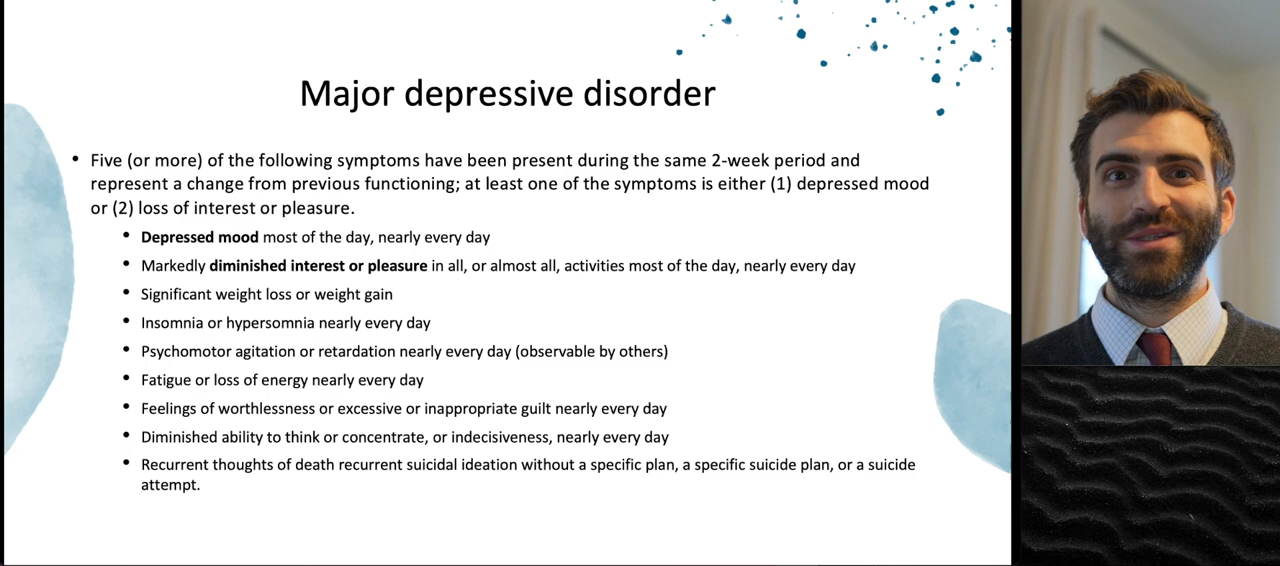 Major depressive disorder
• Five (or more) of the following symptoms have been present during the same 2-week period and
represent a change from previous functioning; at least one of the symptoms is either (1) depressed mood
or (2) loss of interest or pleasure.
• Depressed mood most of the day, nearly every day
• Markedly diminished interest or pleasure in all, or almost all, activities most of the day, nearly every day
• Significant weight loss or weight gain
• Insomnia or hypersomnia nearly every day
• Psychomotor agitation or retardation nearly every day (observable by others)
• Fatigue or loss of energy nearly every day
• Feelings of worthlessness or excessive or inappropriate guilt nearly every day
• Diminished ability to think or concentrate, or indecisiveness, nearly every day
• Recurrent thoughts of death recurrent suicidal ideation without a specific plan, a specific suicide plan, or a suicide
attempt.